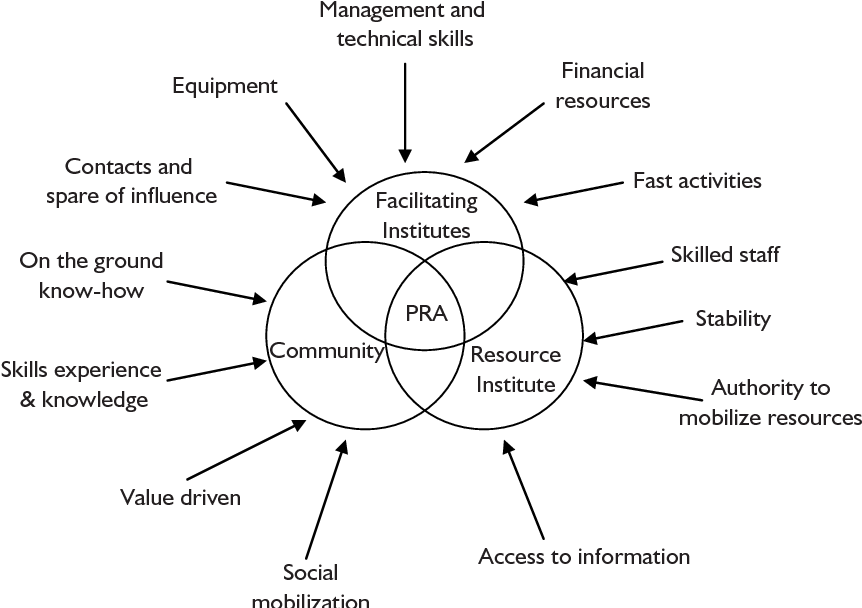 Management and
technical skills
Financial
resources
Equipment
Contacts and
spare of influence
Fast activities
Facilitating
Institutes
On the ground
know-how
Skilled staff
PRA
Stability
Community
Resource
Institute
Skills experience
& knowledge
Authority to
mobilize resources
Value driven
Access to information
Social
mobilization